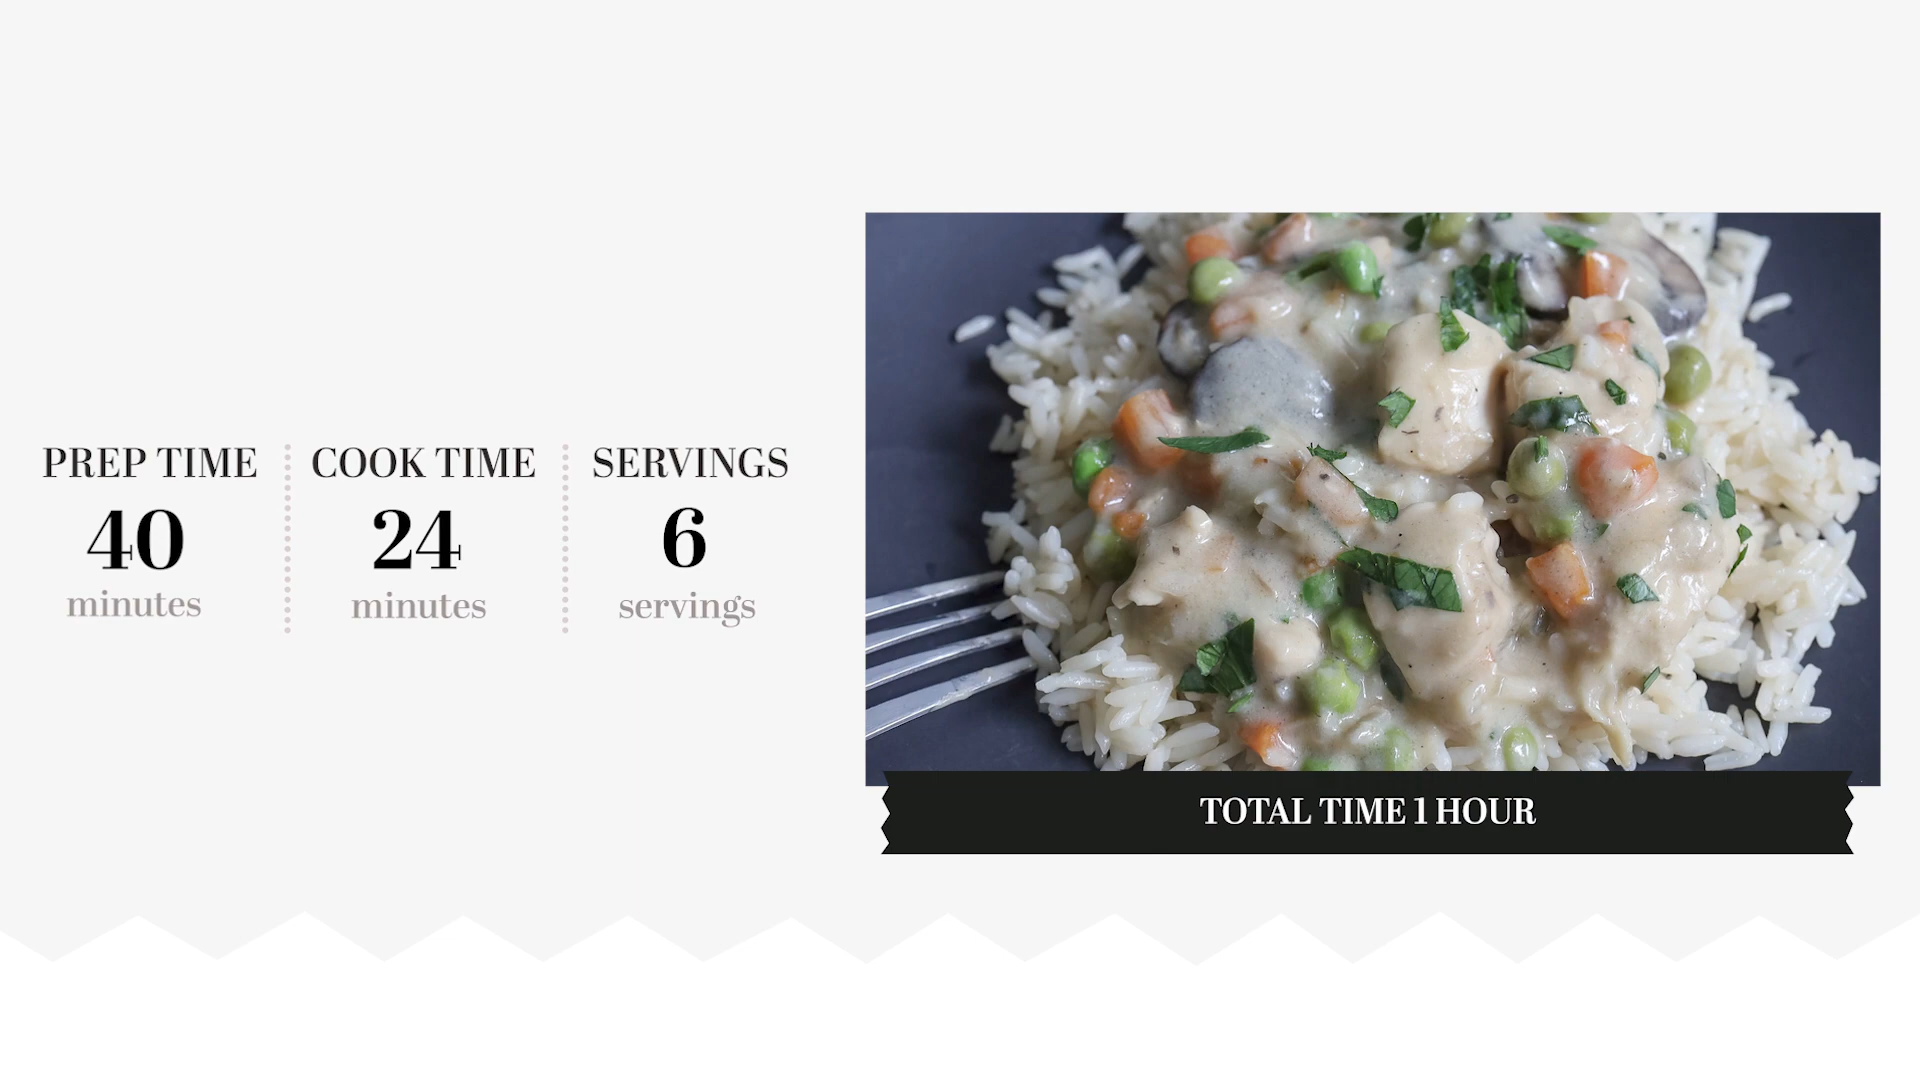 PREP TIME
40
minutes
COOK TIME
24
minutes
SERVINGS
6
servings
TOTAL TIME 1 HOUR